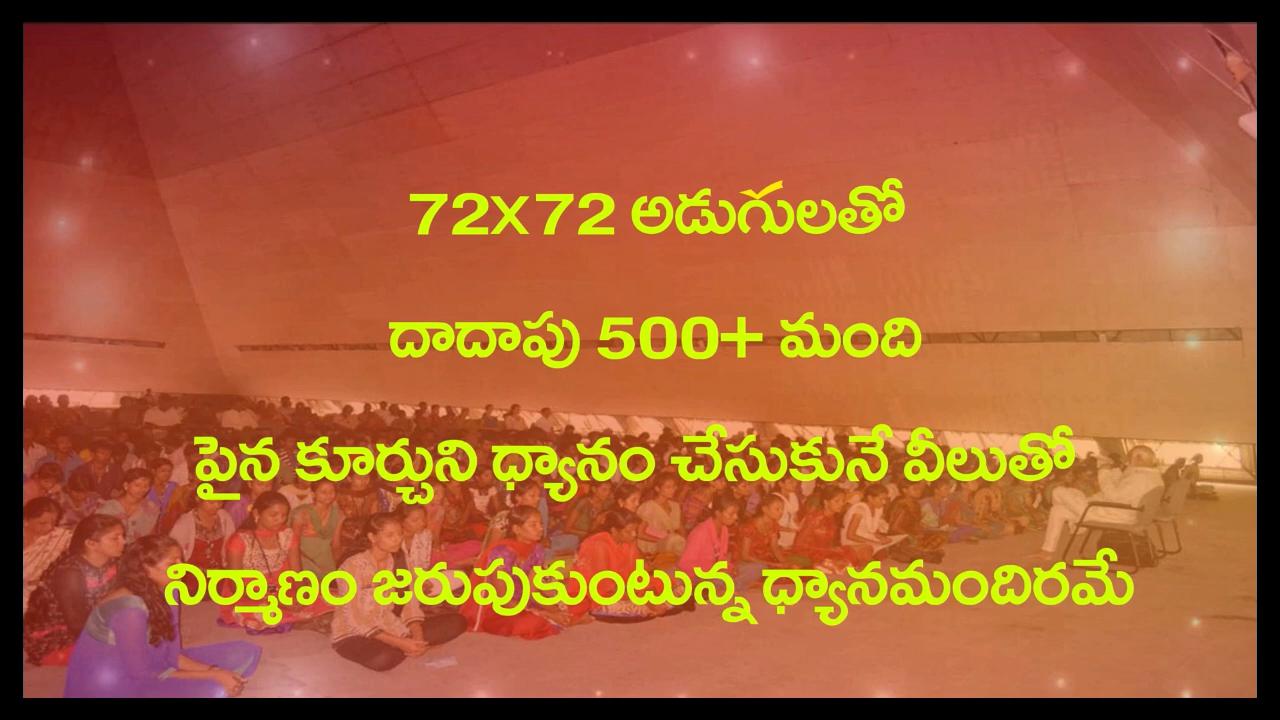 72X72 అడుగులతో
దాదాపు 500+ మంది
పైన కూర్చుని ధ్యానం చేసుకునే వీలుతో
నిర్మాణం జరుపుకుంటున్న ధ్యానమందిరమే